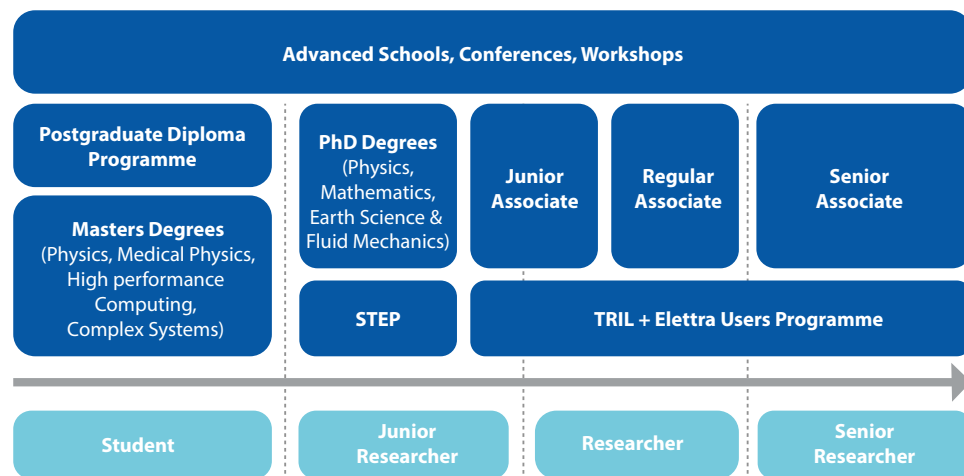 Advanced Schools, Conferences, Workshops
Postgraduate Diploma
Programme
Masters Degrees
(Physics, Medical Physics,
High performance
Computing,
Complex Systems)
PhD Degrees
(Physics,
Mathematics,
Earth Science &
Fluid Mechanics)
Junior
Associate
Regular
Associate
Senior
Associate
STEP
TRIL + Elettra Users Programme
Student
Junior
Researcher
Researcher
Senior
Researcher